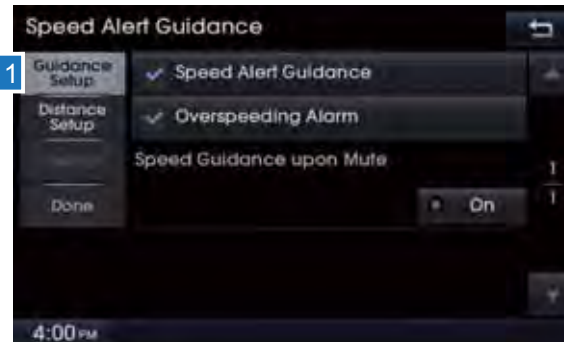 Speed Alert Guidance
1
Guidance
Setup
Speed Alert Guidance
Distance
Setup
Overspeeding Alarm
Speed Guidance upon Mute
1
1
Done
On
4:00 PM